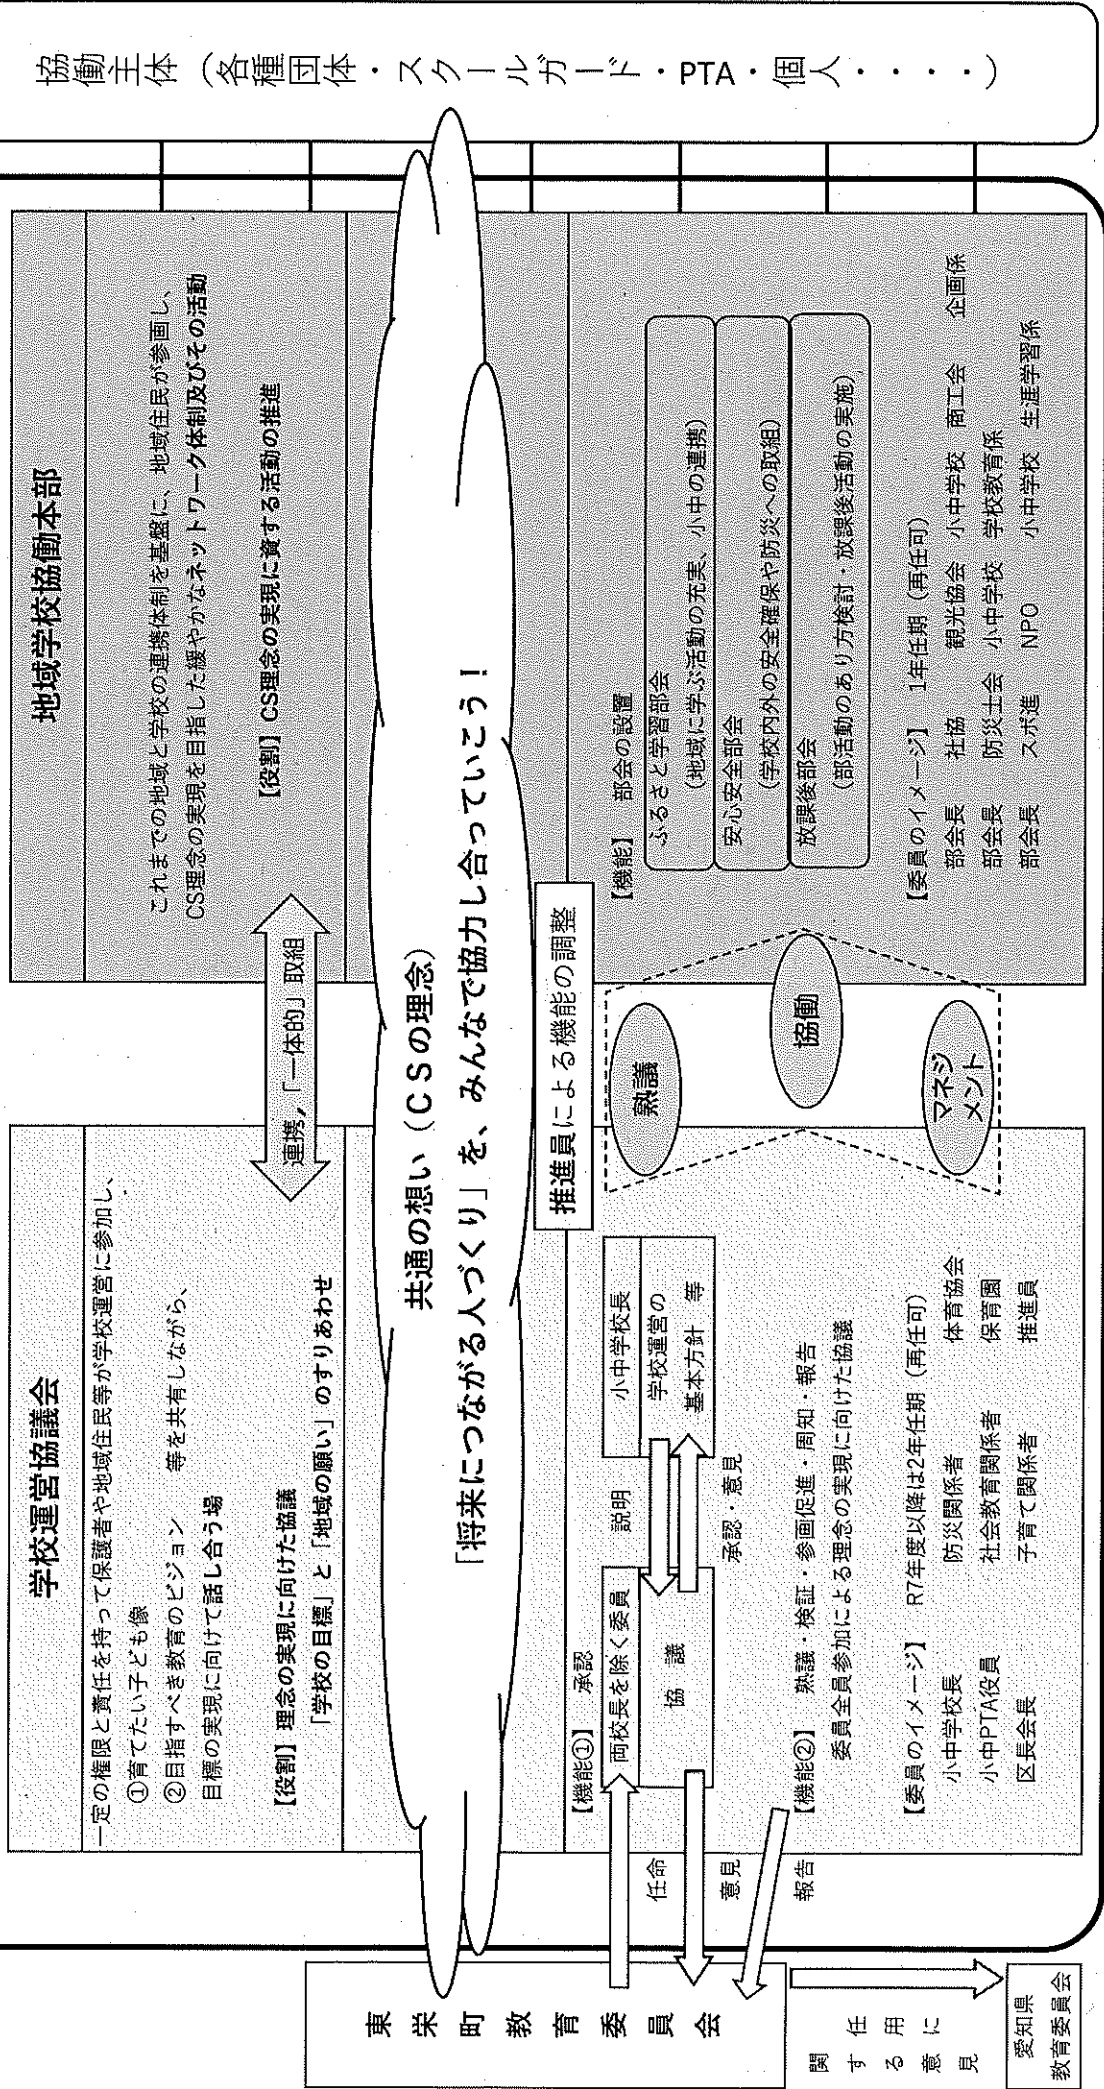 東栄町教育委員会
任命
意見
報告
関する意見
任用に
愛知県
教育委員会
学校運営協議会
一定の権限と責任を持って保護者や地域住民等が学校運営に参加し、
①育てたい子ども像
②目指すべき教育のビジョン 等を共有しながら、
目標の実現に向けて話し合う場
【役割】理念の実現に向けた協議
「学校の目標」と「地域の願い」のすりあわせ
連携,「一体的」取組
地域学校協働本部
これまでの地域と学校の連携体制を基盤に、地域住民が参画し、
CS理念の実現を目指した緩やかなネットワーク体制及びその活動
【役割】CS理念の実現に資する活動の推進
共通の想い(CSの理念)
「将来につながる人づくり」を、みんなで協力し合っていこう!
推進員による機能の調整
【機能①】 承認
両校長を除く委員
協 議
説明
承認・意見
小中学校長
学校運営の
基本方針 等
【機能②】 熟議・検証・参画促進・周知・報告
委員全員参加による理念の実現に向けた協議
【委員のイメージ】 R7年度以降は2年任期(再任可)
小中学校長 防災関係者 体育協会
小中PTA役員 社会教育関係者 保育園
区長会長 子育て関係者 推進員
熟議
協働
マネジ
メント
【機能】 部会の設置
ふるさと学習部会
(地域に学ぶ活動の充実、小中の連携)
安心安全部会
(学校内外の安全確保や防災への取組)
放課後部会
(部活動のあり方検討・放課後活動の実施)
【委員のイメージ】 1年任期(再任可)
部会長 社協 観光協会 小中学校 商工会 企画係
部会長 防災士会 小中学校 学校教育係
部会長 スポ進 NPO 小中学校 生涯学習係
協働主体(各種団体・スクールガード・PTA・個人・・・・)